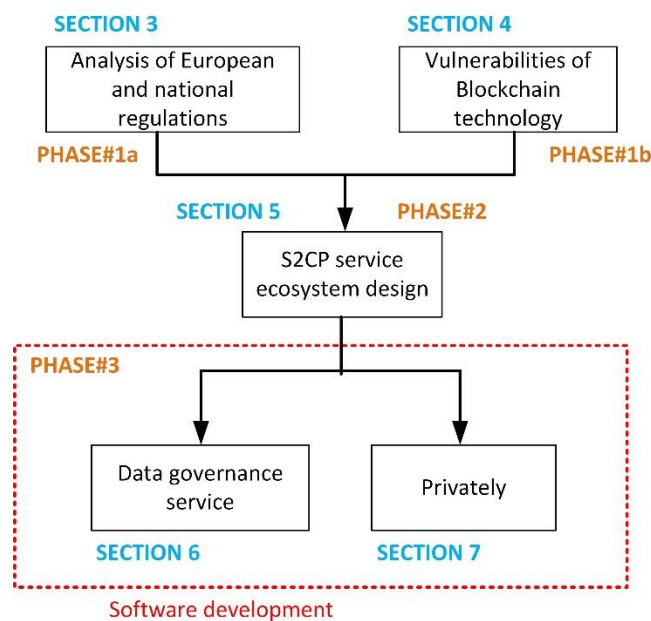 SECTION 3
SECTION 4
Analysis of European
and national
regulations
Vulnerabilities of
Blockchain
technology
PHASE#1a
PHASE#1b
SECTION 5
PHASE#2
S2CP service
ecosystem design
PHASE#3
Data governance
service
Privately
SECTION 6
SECTION 7
Software development